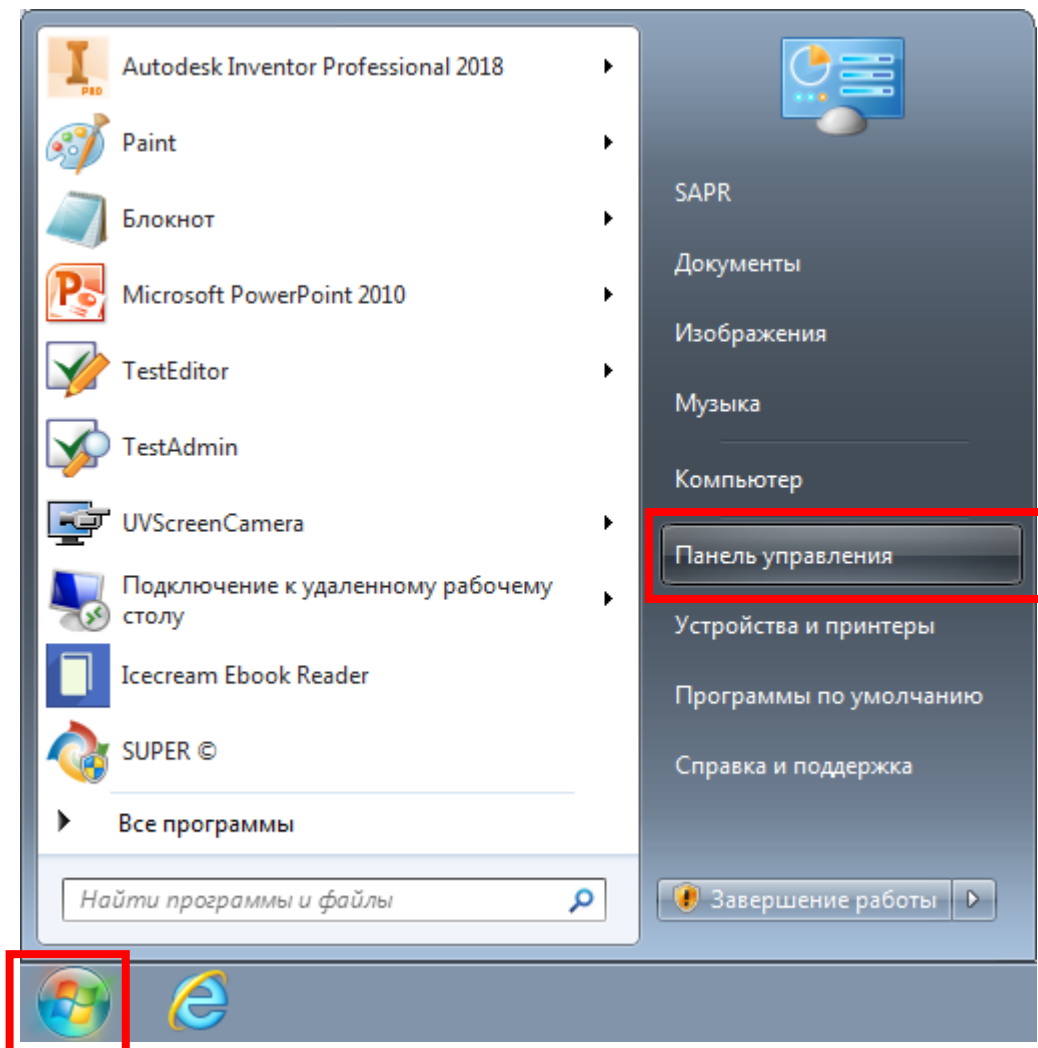 Autodesk Inventor Professional 2018
Paint
Блокнот
Microsoft PowerPoint 2010
TestEditor
TestAdmin
UVScreenCamera
Подключение к удаленному рабочему
столу
Icecream Ebook Reader
SUPER ©
Все программы
Найти программы и файлы
SAPR
Документы
Изображения
Музыка
Компьютер
Панель управления
Устройства и принтеры
Программы по умолчанию
Справка и поддержка
Завершение работы
PRO